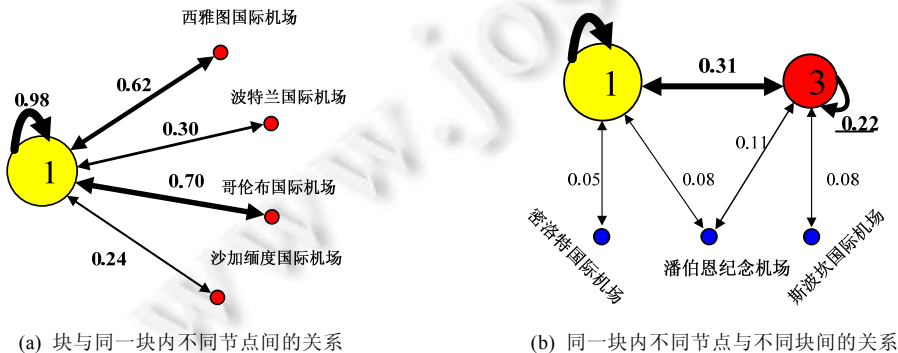 西雅图国际机场
0.62
波特兰国际机场
0.98
0.30
1
0.70
哥伦布国际机场
沙加缅度国际机场
0.24
(a) 块与同一块内不同节点间的关系
1
0.31
3
0.22
0.11
0.05
0.08
0.08
密洛特国际机场
潘伯恩纪念机场
斯波坎国际机场
(b) 同一块内不同节点与不同块间的关系
www.jo